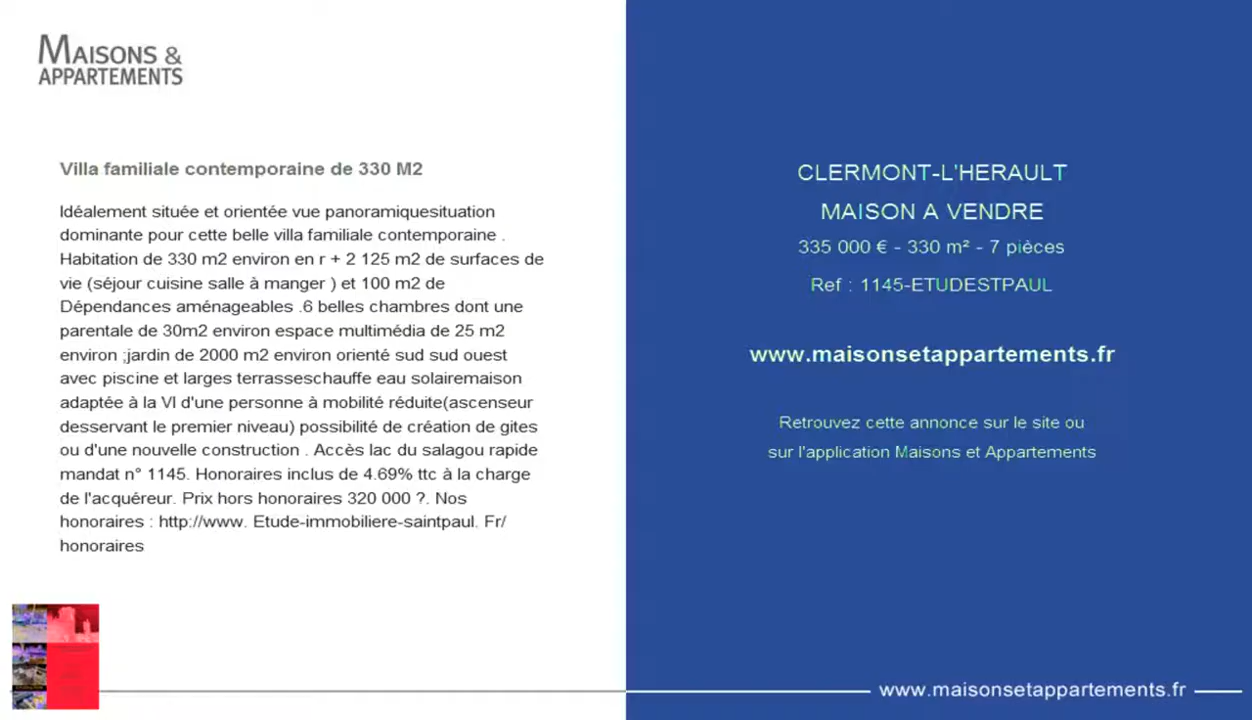 MAISONS &
APPARTEMENTS
Villa familiale contemporaine de 330 M2
Idéalement située et orientée vue panoramiquesituation
dominante pour cette belle villa familiale contemporaine .
Habitation de 330 m2 environ en r + 2 125 m2 de surfaces de
vie (séjour cuisine salle à manger ) et 100 m2 de
Dépendances aménageables .6 belles chambres dont une
parentale de 30m2 environ espace multimédia de 25 m2
environ ;jardin de 2000 m2 environ orienté sud sud ouest
avec piscine et larges terrasseschauffe eau solairemaison
adaptée à la VI d'une personne à mobilité réduite(ascenseur
desservant le premier niveau) possibilité de création de gites
ou d'une nouvelle construction . Accès lac du salagou rapide
mandat n° 1145. Honoraires inclus de 4.69% ttc à la charge
de l'acquéreur. Prix hors honoraires 320 000 ?. Nos
honoraires : http://www. Etude-immobiliere-saintpaul. Fr/
honoraires
CLERMONT-L'HERAULT
MAISON A VENDRE
335 000 € - 330 m² - 7 pièces
Ref : 1145-ETUDESTPAUL
www.maisonsetappartements.fr
Retrouvez cette annonce sur le site ou
sur l'application Maisons et Appartements
www.maisonsetappartements.fr